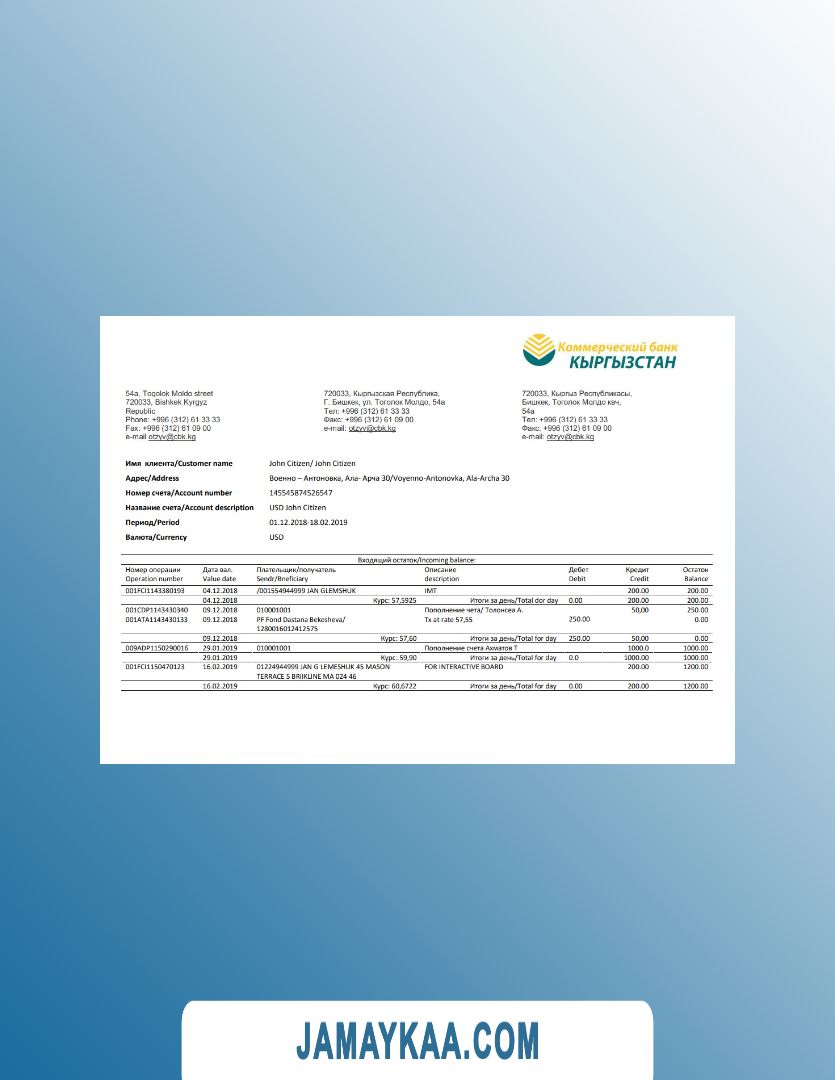 Коммерческий банк
КЫРГЫЗСТАН
54a, Togolok Moldo street
720033, Bishkek Kyrgyz
Republic
Phone: +996 (312) 61 33 33
Fax: +996 (312) 61 09 00
e-mail otzyv@cbk.kg
720033, Кыргызская Республика,
Г. Бишкек, ул. Тоголок Молдо, 54а
Тел: +996 (312) 61 33 33
Факс: +996 (312) 61 09 00
e-mail: otzyv@cbk.kg
720033, Кыргыз Республикасы,
Бишкек, Тоголок Молдо көч,
54а
Тел: +996 (312) 61 33 33
Факс: +996 (312) 61 09 00
e-mail: otzyv@cbk.kg
Имя клиента/Customer name John Citizen/ John Citizen
Адрес/Address Военно – Антоновка, Ала- Арча 30/Voyenno-Antonovka, Ala-Archa 30
Номер счета/Account number 145545874526547
Название счета/Account description USD John Citizen
Период/Period 01.12.2018-18.02.2019
Валюта/Currency USD
Входящий остаток/Incoming balance:
Номер операции Дата вал. Плательщик/получатель Описание Дебет Кредит Остаток
Operation number Value date Sendr/Bneficiary description Debit Credit Balance
001FCI1143380193 04.12.2018 /001554944999 JAN GLEMSHUK IMT 200.00 200.00
04.12.2018 Курс: 57,5925 Итоги за день/Total dor day 0.00 200.00 200.00
001CDP1143430340 09.12.2018 010001001 Пополнение чета/ Толонсеа А. 50,00 250.00
001ATA1143430133 09.12.2018 PF Fond Dastana Bekesheva/ Tx at rate 57,55 250.00 0.00
1280016012412575
09.12.2018 Курс: 57,60 Итоги за день/Total for day 250.00 50,00 0.00
009ADP1150290016 29.01.2019 010001001 Пополнение счета Ахматов Т 1000.0 1000.00
29.01.2019 Курс: 59,90 Итоги за день/Total for day 0.0 1000.00 1000.00
001FCI1150470123 16.02.2019 01224944999 JAN G LEMESHUK 45 MASON FOR INTERACTIVE BOARD 200.00 1200.00
TERRACE 5 BRIIKLINE MA 024 46
16.02.2019 Курс: 60,6722 Итоги за день/Total for day 0.00 200.00 1200.00
JAMAYKAA.COM